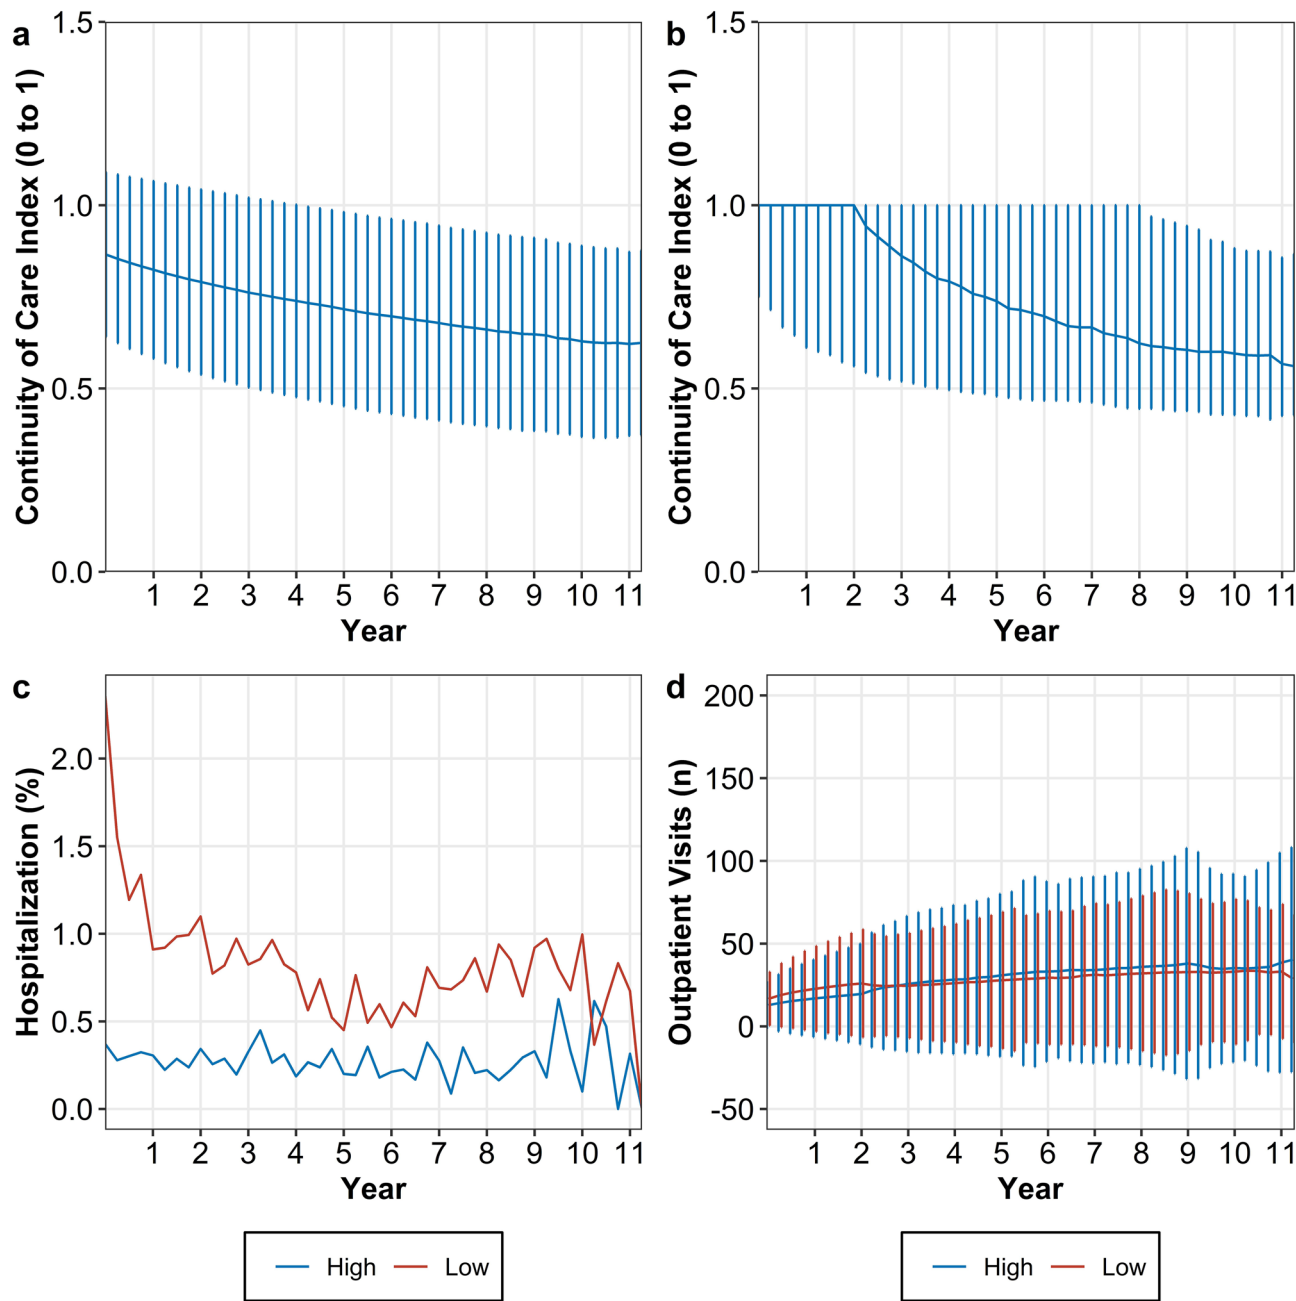 a
Continuity of Care Index (0 to 1)
1.5
1.0
0.5
0.0
1 2 3 4 5 6 7 8 9 10 11
Year
b
Continuity of Care Index (0 to 1)
1.5
1.0
0.5
0.0
1 2 3 4 5 6 7 8 9 10 11
Year
c
Hospitalization (%)
2.0
1.5
1.0
0.5
0.0
1 2 3 4 5 6 7 8 9 10 11
Year
High Low
d
Outpatient Visits (n)
200
150
100
50
0
-50
1 2 3 4 5 6 7 8 9 10 11
Year
High Low